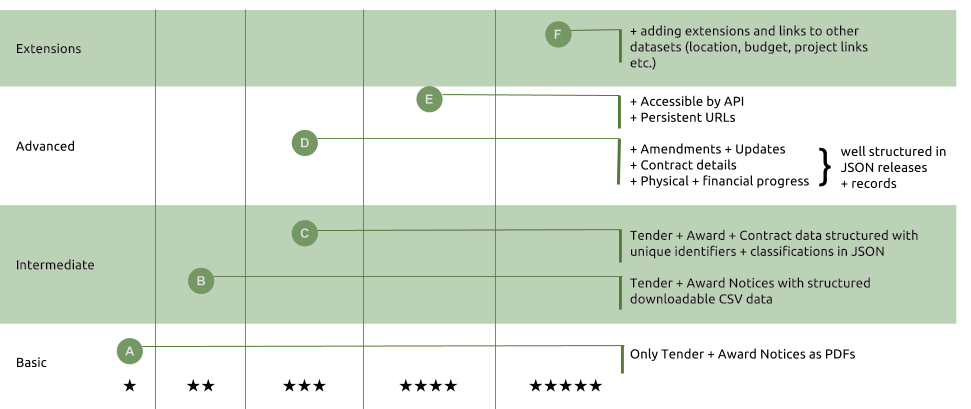 Extensions
F
+ adding extensions and links to other
datasets (location, budget, project links
etc.)
E
+ Accessible by API
+ Persistent URLs
Advanced
D
+ Amendments + Updates
+ Contract details
+ Physical + financial progress
}
well structured in
JSON releases
+ records
C
Tender + Award + Contract data structured with
unique identifiers + classifications in JSON
Intermediate
B
Tender + Award Notices with structured
downloadable CSV data
Basic
A
Only Tender + Award Notices as PDFs
★
★★
★★★
★★★★
★★★★★